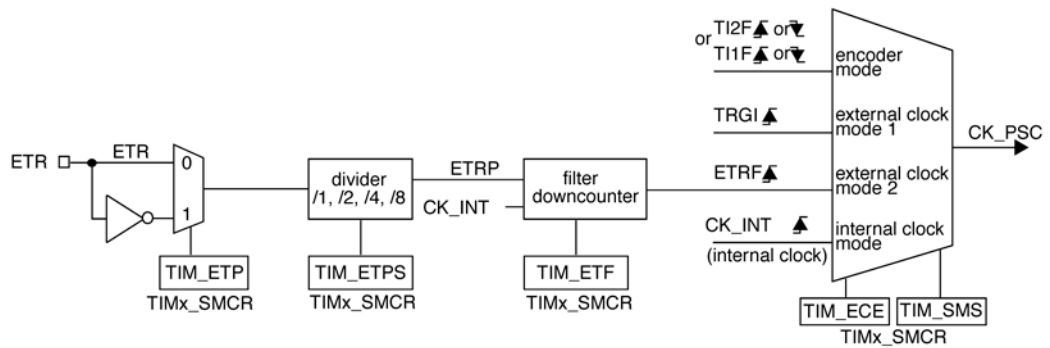 or TI2F or
TI1F or
encoder
mode
TRGI
external clock
mode 1
CK_PSC
ETR
ETR
0
1
divider
/1, /2, /4, /8
ETRP
CK_INT
filter
downcounter
ETRF
external clock
mode 2
CK_INT
(internal clock)
internal clock
mode
TIM_ETP
TIMx_SMCR
TIM_ETPS
TIMx_SMCR
TIM_ETF
TIMx_SMCR
TIM_ECE
TIM_SMS
TIMx_SMCR